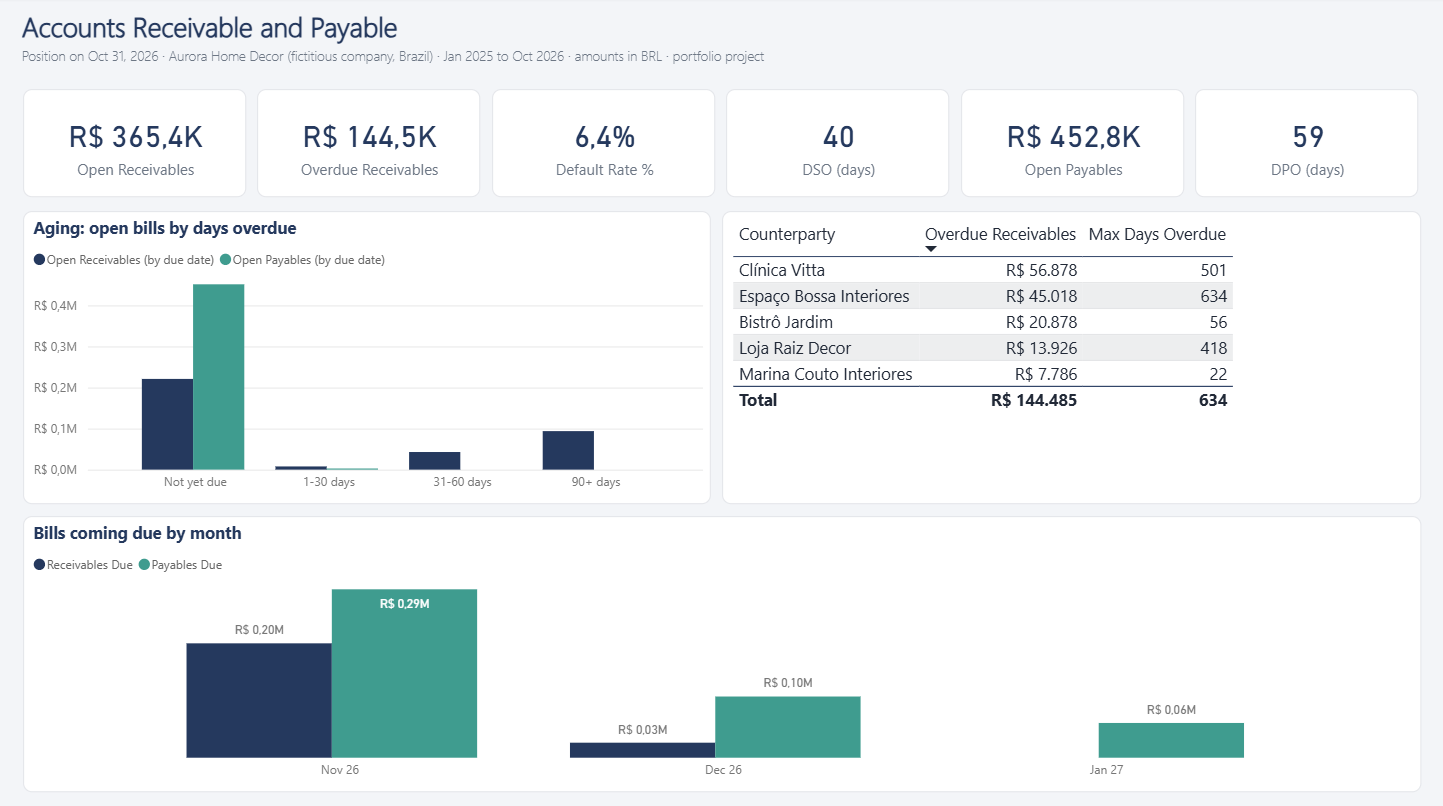 Accounts Receivable and Payable
Position on Oct 31, 2026 · Aurora Home Decor (fictitious company, Brazil) · Jan 2025 to Oct 2026 · amounts in BRL · portfolio project
R$ 365,4K
Open Receivables
R$ 144,5K
Overdue Receivables
6,4%
Default Rate %
40
DSO (days)
R$ 452,8K
Open Payables
59
DPO (days)
Aging: open bills by days overdue
Open Receivables (by due date) Open Payables (by due date)
R$ 0,4M
R$ 0,3M
R$ 0,2M
R$ 0,1M
R$ 0,0M
Not yet due 1-30 days 31-60 days 90+ days
Counterparty Overdue Receivables Max Days Overdue
Clínica Vitta R$ 56.878 501
Espaço Bossa Interiores R$ 45.018 634
Bistrô Jardim R$ 20.878 56
Loja Raiz Decor R$ 13.926 418
Marina Couto Interiores R$ 7.786 22
Total R$ 144.485 634
Bills coming due by month
Receivables Due Payables Due
R$ 0,20M
R$ 0,29M
R$ 0,03M
R$ 0,10M
R$ 0,06M
Nov 26 Dec 26 Jan 27